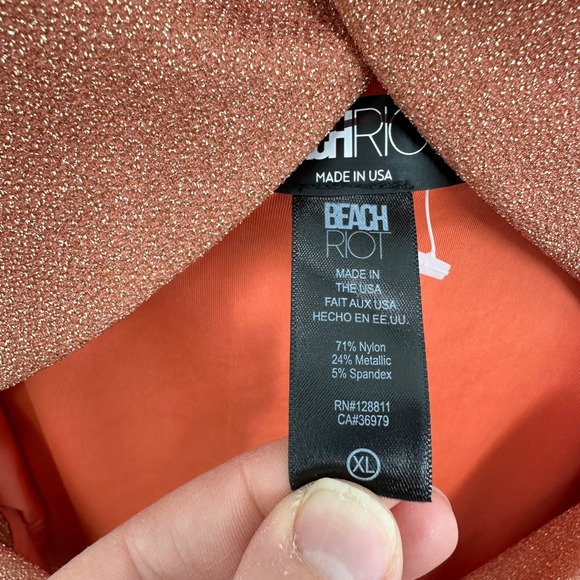 RIO
MADE IN USA
BEACH
RIOT
MADE IN
THE USA
FAIT AUX USA
HECHO EN EE.UU.
71% Nylon
24% Metallic
5% Spandex
RN#128811
CA#36979
XL